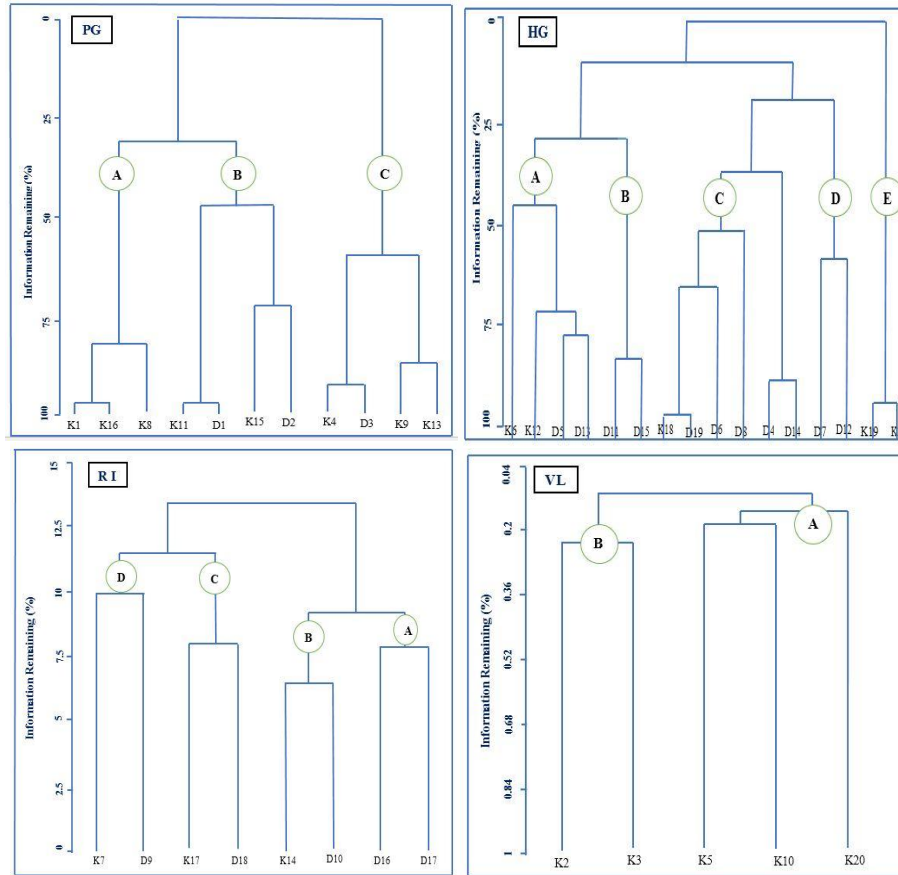 PG
Information Remaining (%)
0
25
50
75
100
A
B
C
K1 K16 K8 K11 D1 K15 D2 K4 D3 K9 K13
HG
Information Remaining (%)
0
25
50
75
100
A
B
C
D
E
K6 K12 D5 D13 D11 D15 K18 D19 D6 D8 D4 D14 D7 D12 K19
RI
Information Remaining (%)
15
12.5
10
7.5
5
2.5
0
D
C
B
A
K7 D9 K17 D18 K14 D10 D16 D17
VL
Information Remaining (%)
0.04
0.2
0.36
0.52
0.68
0.84
1
B
A
K2 K3 K5 K10 K20